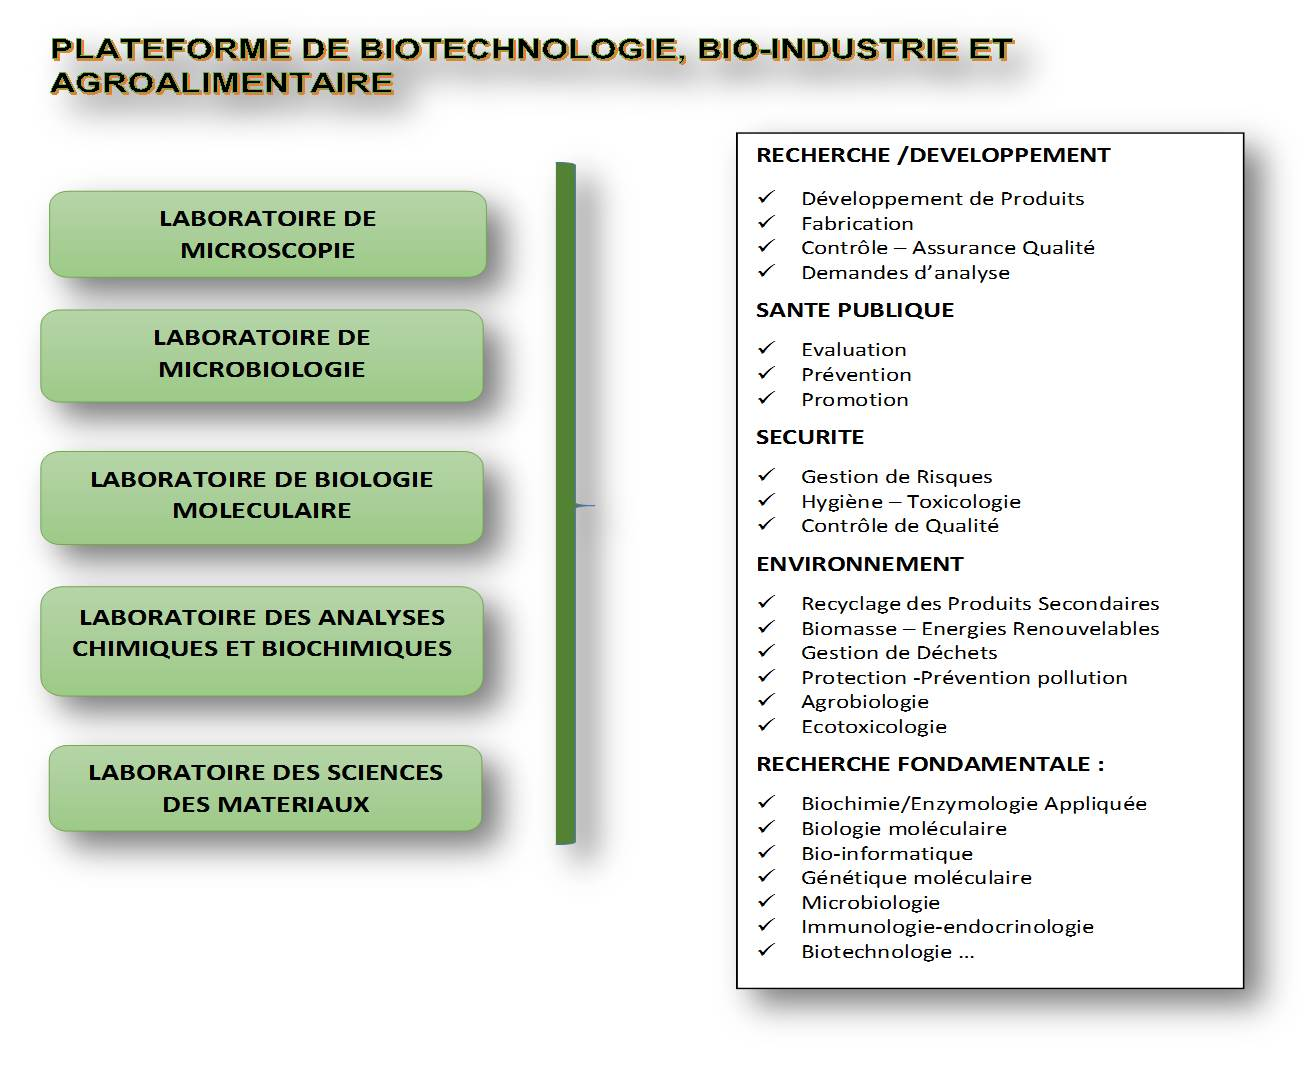 PLATEFORME DE BIOTECHNOLOGIE, BIO-INDUSTRIE ET
AGROALIMENTAIRE
LABORATOIRE DE
MICROSCOPIE
LABORATOIRE DE
MICROBIOLOGIE
LABORATOIRE DE BIOLOGIE
MOLECULAIRE
LABORATOIRE DES ANALYSES
CHIMIQUES ET BIOCHIMIQUES
LABORATOIRE DES SCIENCES
DES MATERIAUX
RECHERCHE /DEVELOPPEMENT
✓ Développement de Produits
✓ Fabrication
✓ Contrôle – Assurance Qualité
✓ Demandes d’analyse
SANTE PUBLIQUE
✓ Evaluation
✓ Prévention
✓ Promotion
SECURITE
✓ Gestion de Risques
✓ Hygiène – Toxicologie
✓ Contrôle de Qualité
ENVIRONNEMENT
✓ Recyclage des Produits Secondaires
✓ Biomasse – Energies Renouvelables
✓ Gestion de Déchets
✓ Protection -Prévention pollution
✓ Agrobiologie
✓ Ecotoxicologie
RECHERCHE FONDAMENTALE :
✓ Biochimie/Enzymologie Appliquée
✓ Biologie moléculaire
✓ Bio-informatique
✓ Génétique moléculaire
✓ Microbiologie
✓ Immunologie-endocrinologie
✓ Biotechnologie ...